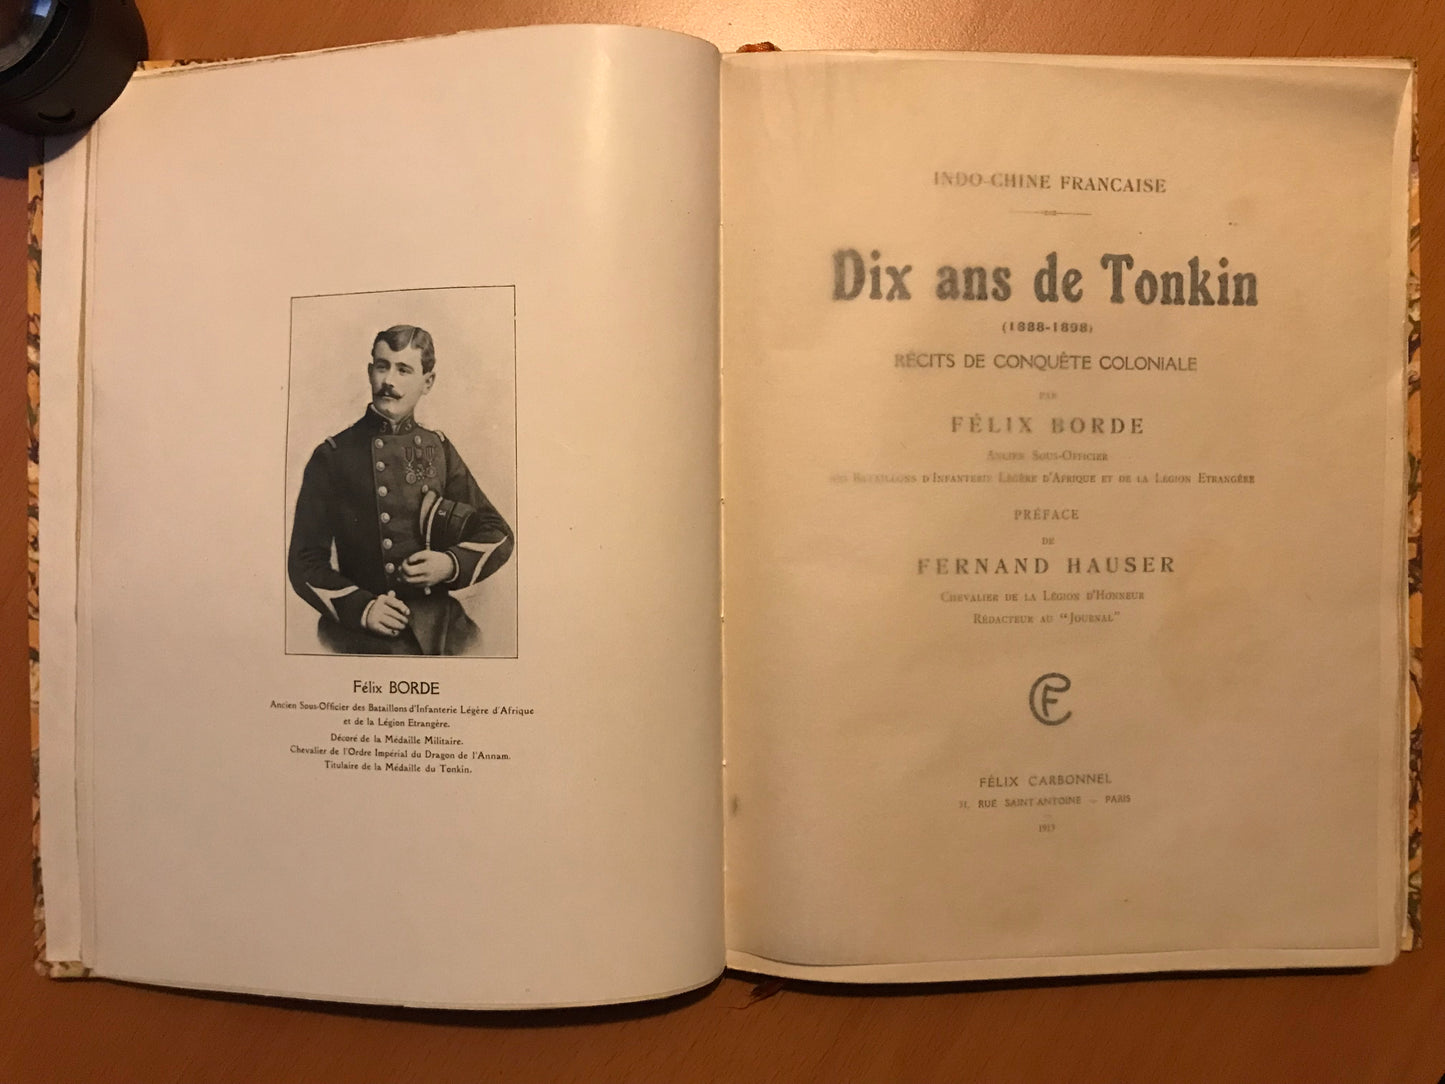 Félix BORDE
Ancien Sous-Officier des Bataillons d'Infanterie Légère d'Afrique
et de la Légion Etrangère.
Décoré de la Médaille Militaire.
Chevalier de l'Ordre Impérial du Dragon de l'Annam.
Titulaire de la Médaille du Tonkin.
INDO-CHINE FRANCAISE
Dix ans de Tonkin
(1888-1898)
RÉCITS DE CONQUÊTE COLONIALE
PAR
FÉLIX BORDE
ANCIEN SOUS-OFFICIER
DES BATAILLONS D'INFANTERIE LÉGÈRE D'AFRIQUE ET DE LA LÉGION ETRANGÈRE
PRÉFACE
DE
FERNAND HAUSER
CHEVALIER DE LA LÉGION D'HONNEUR
RÉDACTEUR AU "JOURNAL"
FÉLIX CARBONNEL
31, RUE SAINT ANTOINE — PARIS
1913